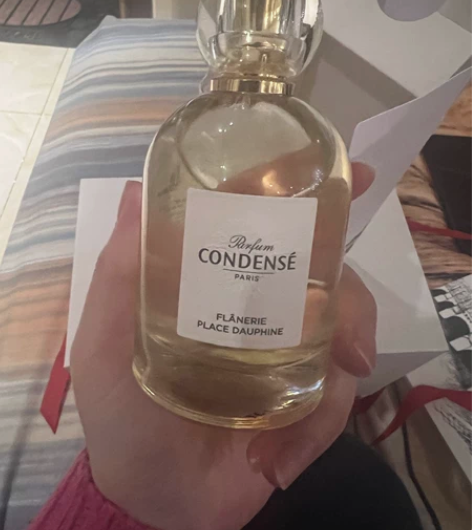 Parfum
CONDENSÉ
PARIS
FLÂNERIE
PLACE DAUPHINE